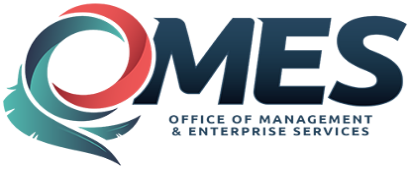 OMES
OFFICE OF MANAGEMENT
& ENTERPRISE SERVICES